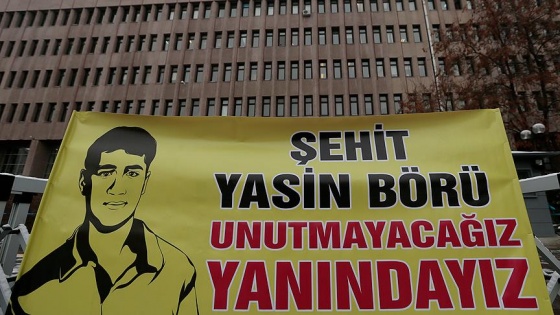 ŞEHİT
YASİN BÖRÜ
UNUTMAYACAĞIZ
YANINDAYIZ